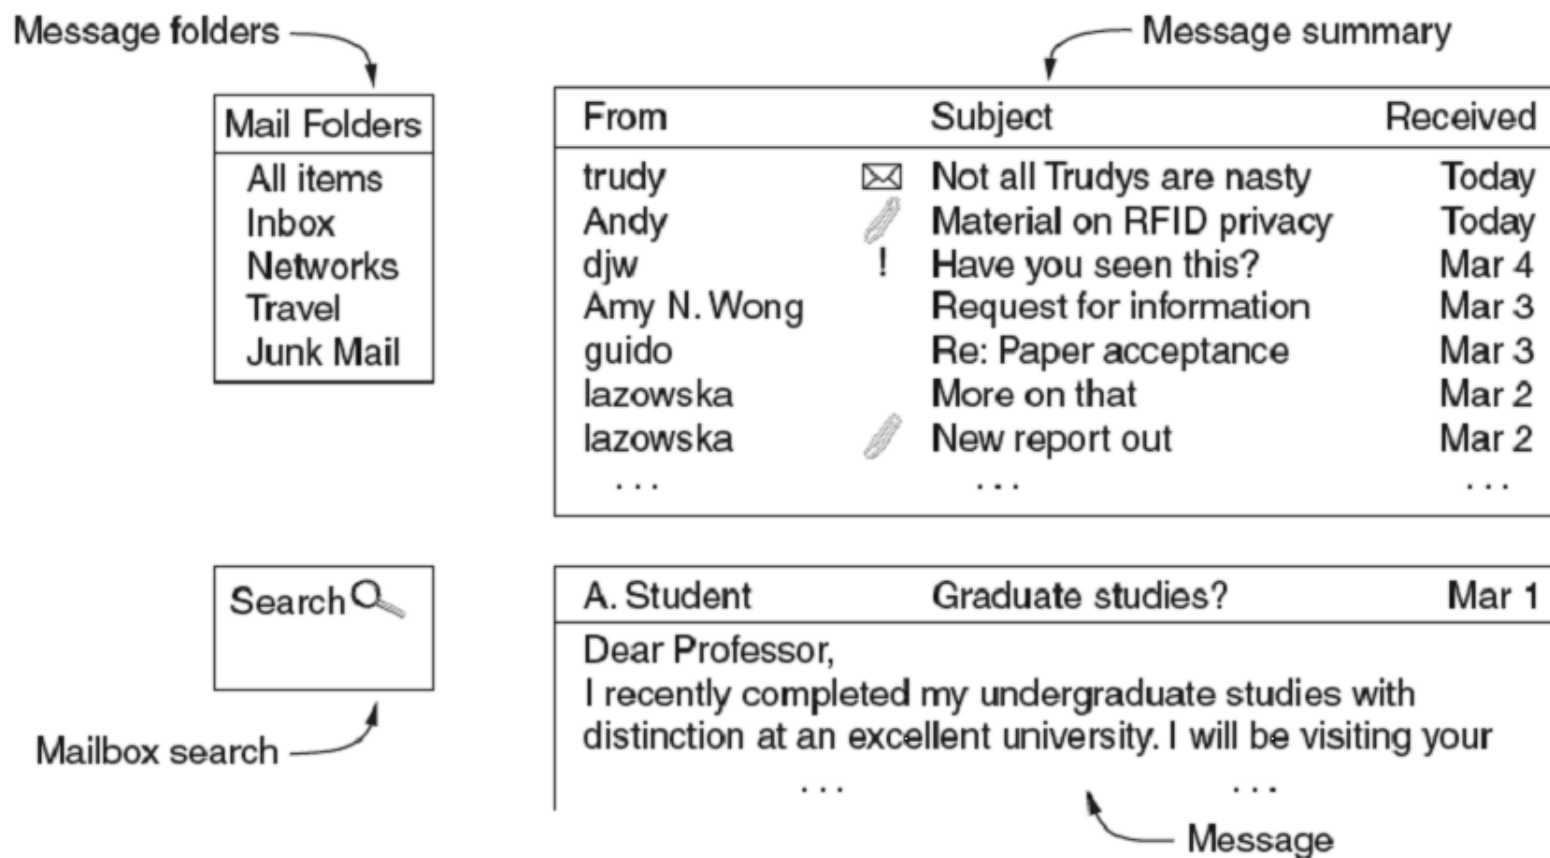 Message folders
Message summary
Mail Folders
All items
Inbox
Networks
Travel
Junk Mail
From Subject Received
trudy Not all Trudys are nasty Today
Andy Material on RFID privacy Today
djw ! Have you seen this? Mar 4
Amy N. Wong Request for information Mar 3
guido Re: Paper acceptance Mar 3
lazowska More on that Mar 2
lazowska New report out Mar 2
... ... ...
Search
Mailbox search
A. Student Graduate studies? Mar 1
Dear Professor,
I recently completed my undergraduate studies with
distinction at an excellent university. I will be visiting your
... ...
Message